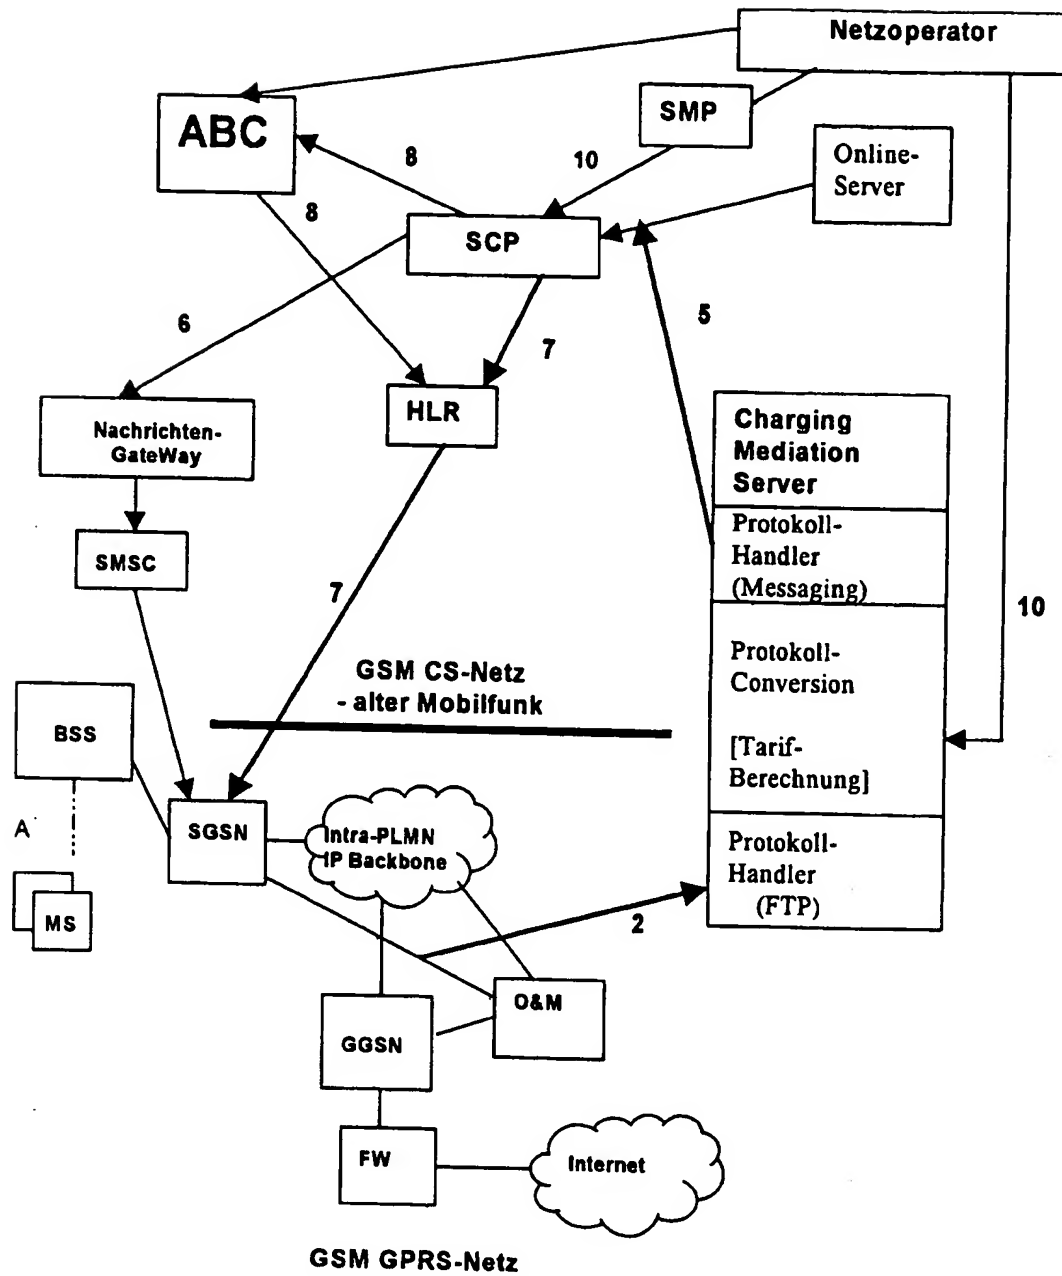 Netzoperator
ABC
SMP
Online-
Server
8
10
8
SCP
6
5
7
HLR
Nachrichten-
GateWay
Charging
Mediation
Server
Protokoll-
Handler
(Messaging)
SMSC
7
10
GSM CS-Netz
- alter Mobilfunk
Protokoll-
Conversion
[Tarif-
Berechnung]
BSS
A
SGSN
Intra-PLMN
IP Backbone
Protokoll-
Handler
(FTP)
MS
2
O&M
GGSN
FW
Internet
GSM GPRS-Netz